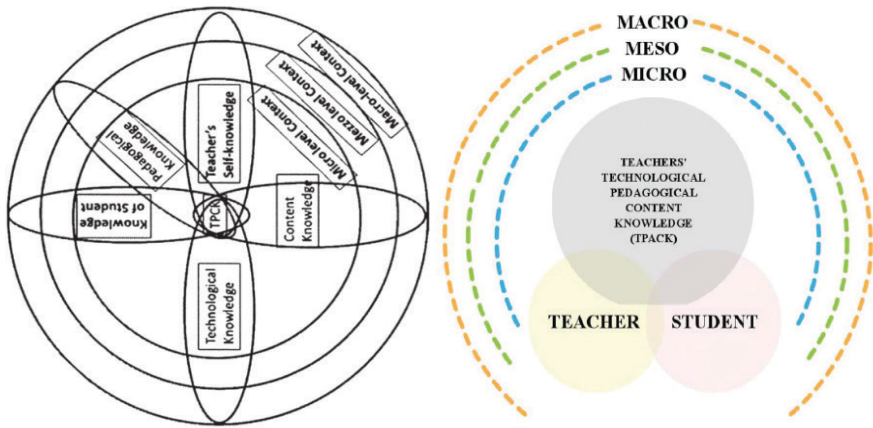 Macro-level Context
Mezzo level Context
Micro level Context
Teacher's
Self-knowledge
Pedagogical
Knowledge
Knowledge
of Student
TPCK
Content
Knowledge
Technological
Knowledge
MACRO
MESO
MICRO
TEACHERS'
TECHNOLOGICAL
PEDAGOGICAL
CONTENT
KNOWLEDGE
(TPACK)
TEACHER
STUDENT